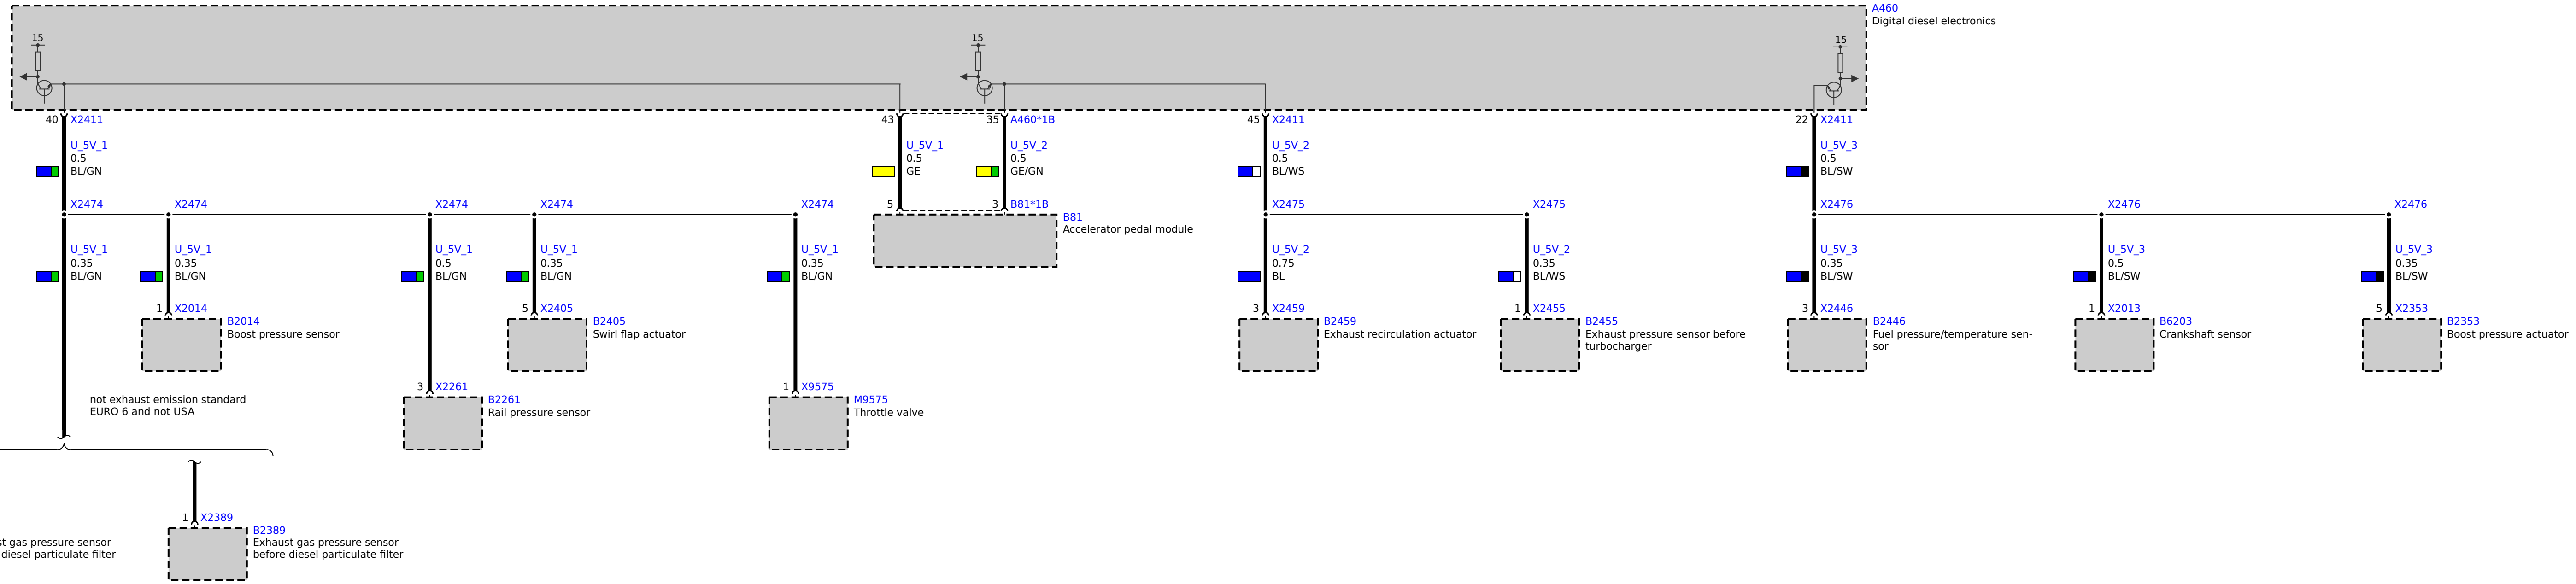 A460
Digital diesel electronics
15
15
15
40 X2411
43
35 A460*1B
45 X2411
22 X2411
U_5V_1
0.5
BL/GN
U_5V_1
0.5
GE
U_5V_2
0.5
GE/GN
U_5V_2
0.5
BL/WS
U_5V_3
0.5
BL/SW
X2474
X2474
X2474
X2474
X2474
5
3 B81*1B
X2475
X2475
X2476
X2476
X2476
B81
Accelerator pedal module
U_5V_1
0.35
BL/GN
U_5V_1
0.35
BL/GN
U_5V_1
0.5
BL/GN
U_5V_1
0.35
BL/GN
U_5V_1
0.35
BL/GN
U_5V_2
0.75
BL
U_5V_2
0.35
BL/WS
U_5V_3
0.35
BL/SW
U_5V_3
0.5
BL/SW
U_5V_3
0.35
BL/SW
1 X2014
5 X2405
3 X2459
1 X2455
3 X2446
1 X2013
5 X2353
B2014
Boost pressure sensor
B2405
Swirl flap actuator
B2459
Exhaust recirculation actuator
B2455
Exhaust pressure sensor before
turbocharger
B2446
Fuel pressure/temperature sen-
sor
B6203
Crankshaft sensor
B2353
Boost pressure actuator
3 X2261
1 X9575
B2261
Rail pressure sensor
M9575
Throttle valve
not exhaust emission standard
EURO 6 and not USA
1 X2389
B2389
Exhaust gas pressure sensor
before diesel particulate filter
gas pressure sensor
diesel particulate filter